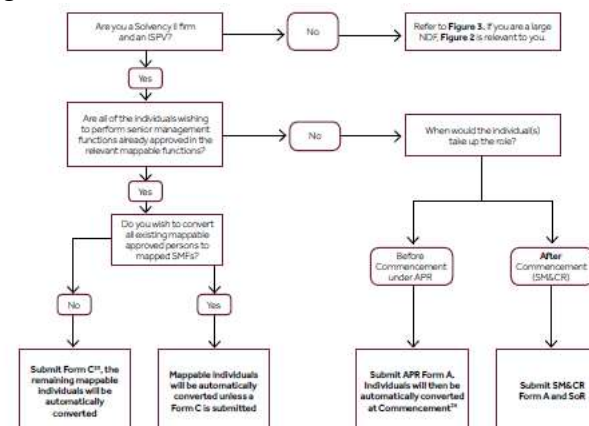 Are you a Solvency II firm
and an ISPV?
No
Refer to Figure 3. If you are a large
NDF, Figure 2 is relevant to you.
Yes
Are all of the individuals wishing
to perform senior management
functions already approved in the
relevant mappable functions?
No
When would the individual(s)
take up the role?
Yes
Do you wish to convert
all existing mappable
approved persons to
mapped SMFs?
Before
Commencement
under APR
After
Commencement
(SM&CR)
No
Yes
Submit Form C, the
remaining mappable
individuals will be
automatically
converted
Mappable individuals
will be automatically
converted unless a
Form C is submitted
Submit APR Form A.
Individuals will then be
automatically converted
at Commencement
Submit SM&CR
Form A and SoR